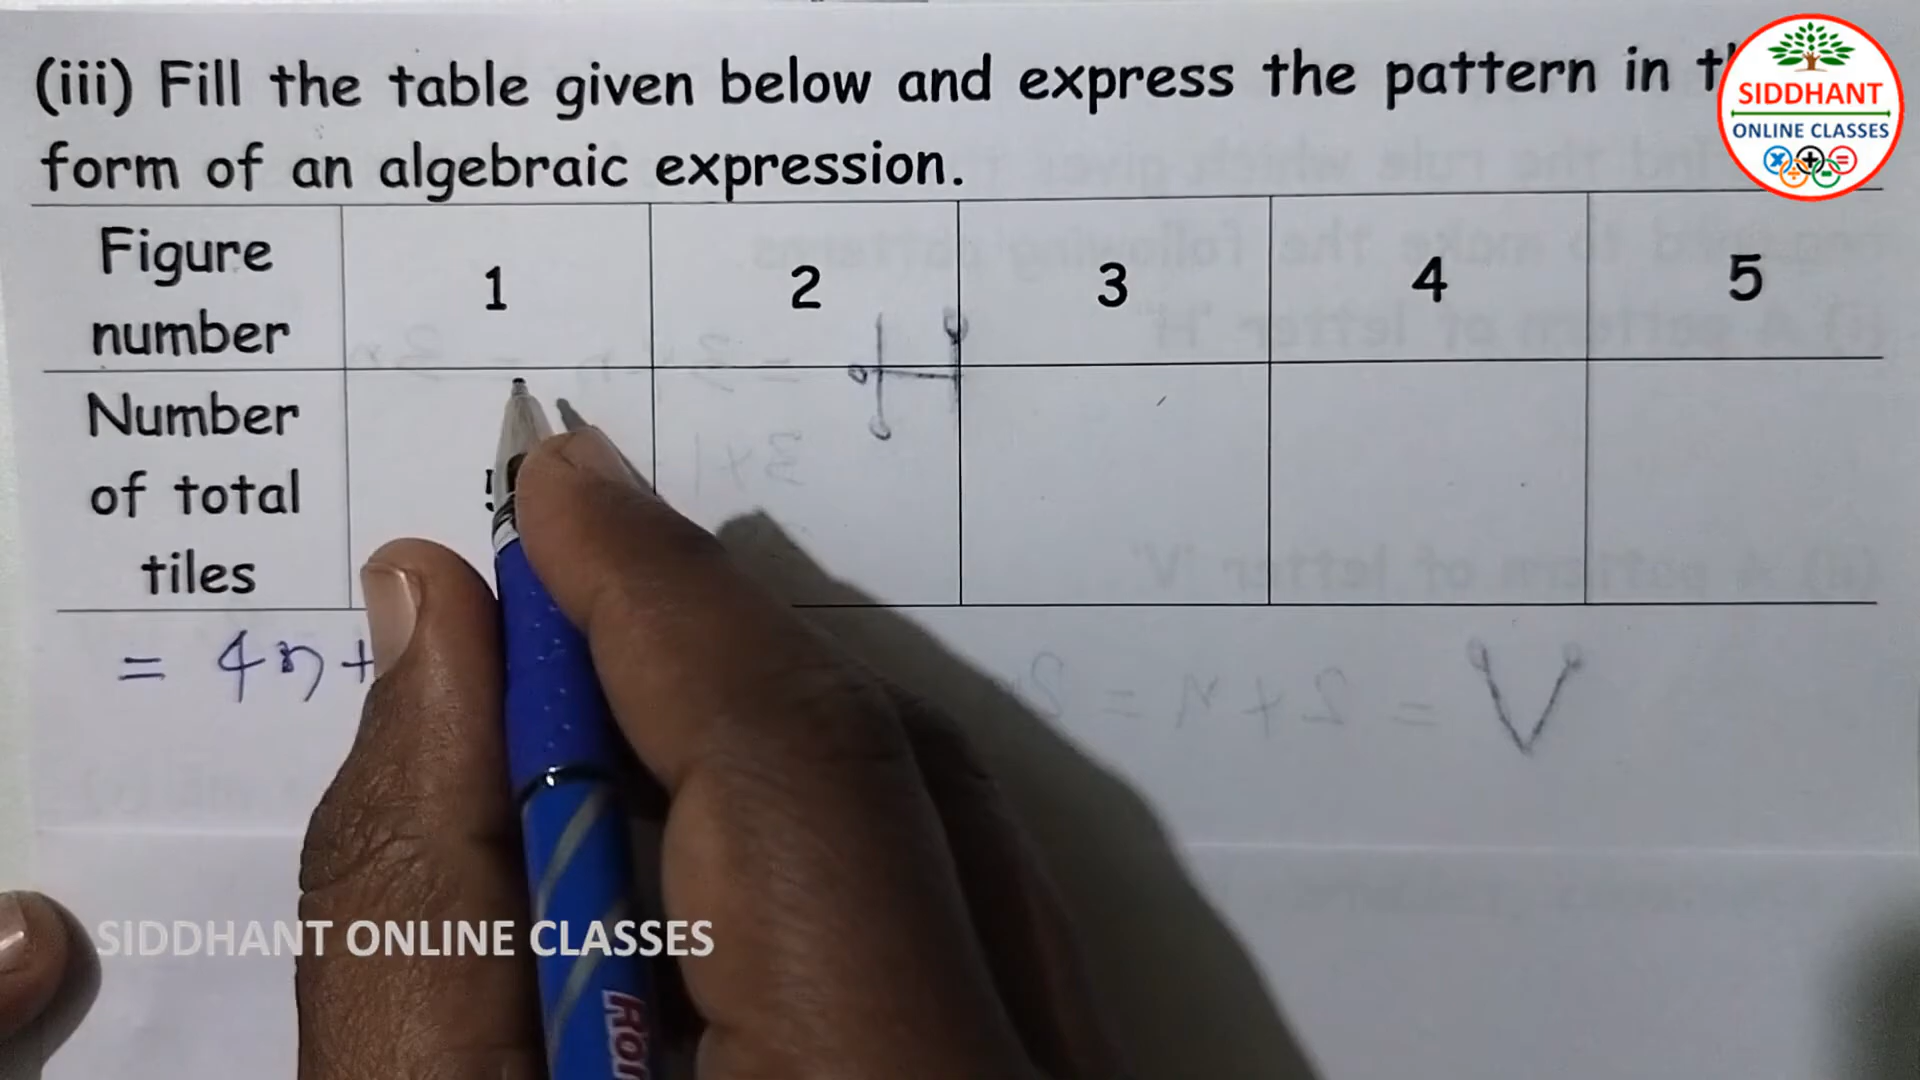 (iii) Fill the table given below and express the pattern in
form of an algebraic expression.
SIDDHANT
ONLINE CLASSES
Figure number 1 2 3 4 5
Number of total tiles
= 4n+
SIDDHANT ONLINE CLASSES